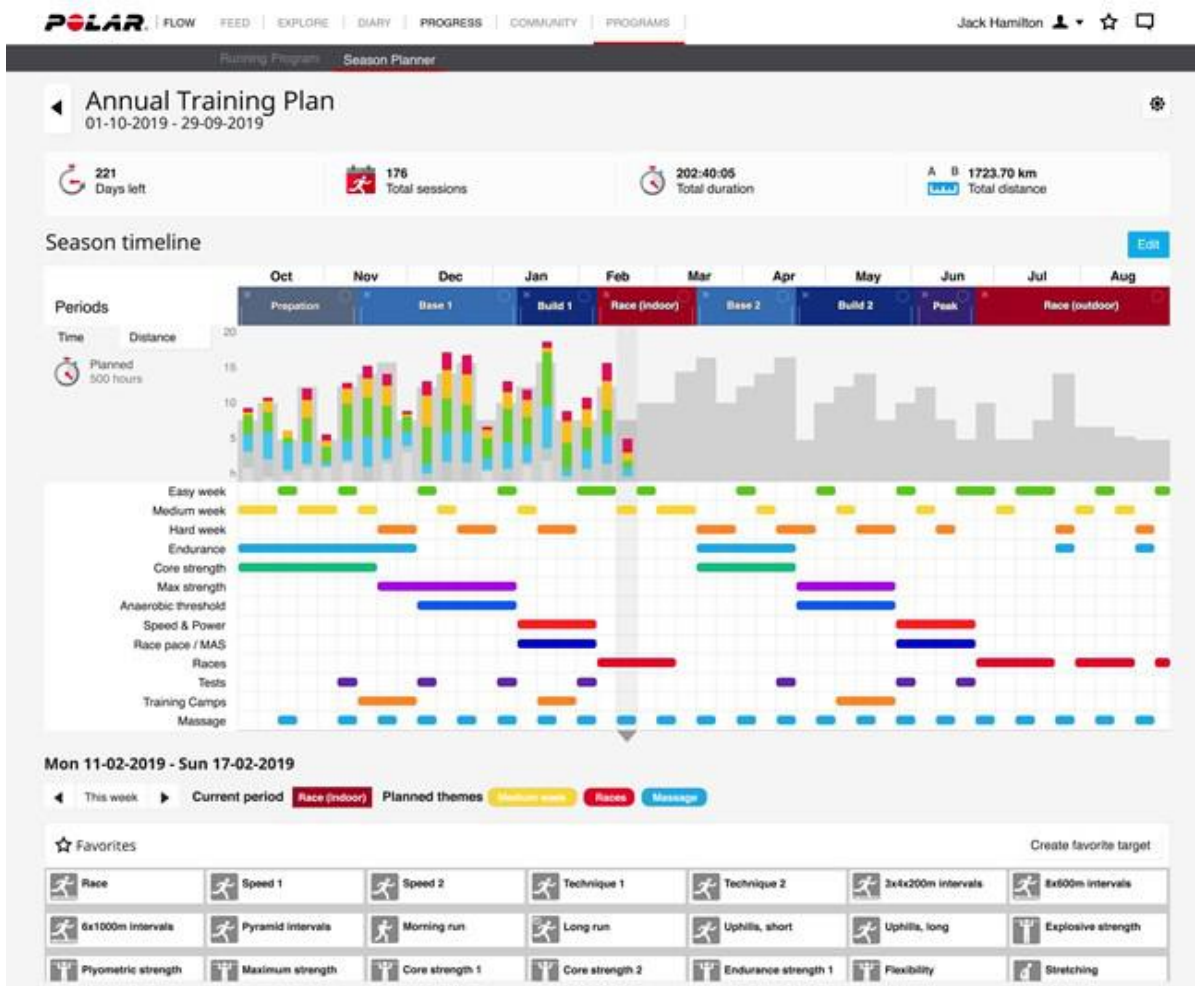 POLAR. FLOW FEED EXPLORE DIARY PROGRESS COMMUNITY PROGRAMS Jack Hamilton
Running Program Season Planner
Annual Training Plan
01-10-2019 - 29-09-2019
221 176 202:40:05 A B 1723.70 km
Days left Total sessions Total duration Total distance
Season timeline Edit
Oct Nov Dec Jan Feb Mar Apr May Jun Jul Aug
Periods Prepation Base 1 Build 1 Race (indoor) Base 2 Build 2 Peak Race (outdoor)
Time Distance 20
Planned 15
500 hours
10
5
h
Easy week
Medium week
Hard week
Endurance
Core strength
Max strength
Anaerobic threshold
Speed & Power
Race pace / MAS
Races
Tests
Training Camps
Massage
Mon 11-02-2019 - Sun 17-02-2019
This week Current period Race (indoor) Planned themes Medium week Races Massage
Favorites Create favorite target
Race Speed 1 Speed 2 Technique 1 Technique 2 3x4x200m intervals 8x600m intervals
6x1000m intervals Pyramid intervals Morning run Long run Uphills, short Uphills, long Explosive strength
Plyometric strength Maximum strength Core strength 1 Core strength 2 Endurance strength 1 Flexibility Stretching